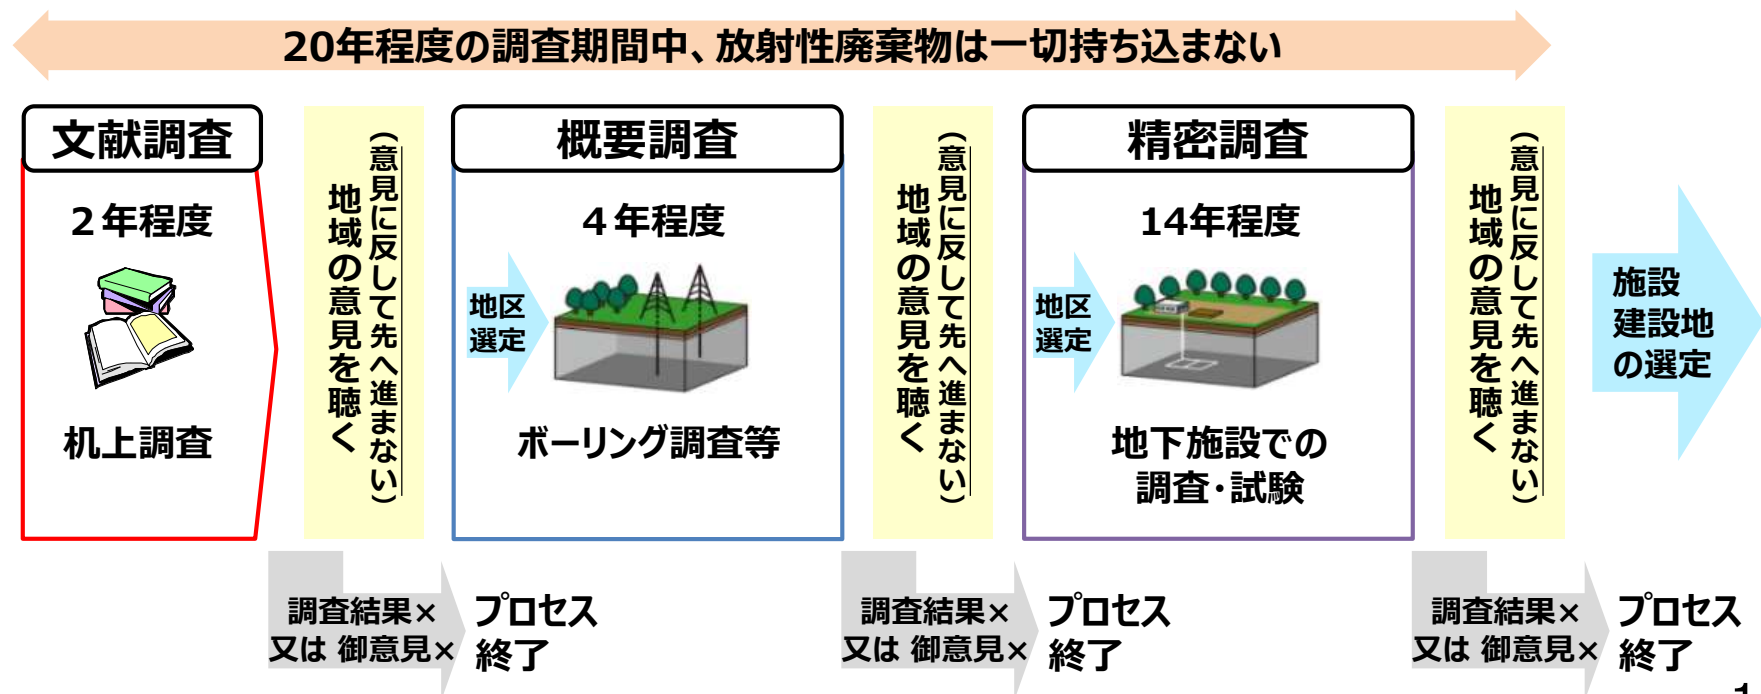 20年程度の調査期間中、放射性廃棄物は一切持ち込まない
文献調査
２年程度
机上調査
地域の意見を聴く
（意見に反して先へ進まない）
概要調査
４年程度
地区
選定
ボーリング調査等
地域の意見を聴く
（意見に反して先へ進まない）
精密調査
14年程度
地区
選定
地下施設での
調査・試験
地域の意見を聴く
（意見に反して先へ進まない）
施設
建設地
の選定
調査結果×
又は 御意見×
プロセス
終了
調査結果×
又は 御意見×
プロセス
終了
調査結果×
又は 御意見×
プロセス
終了